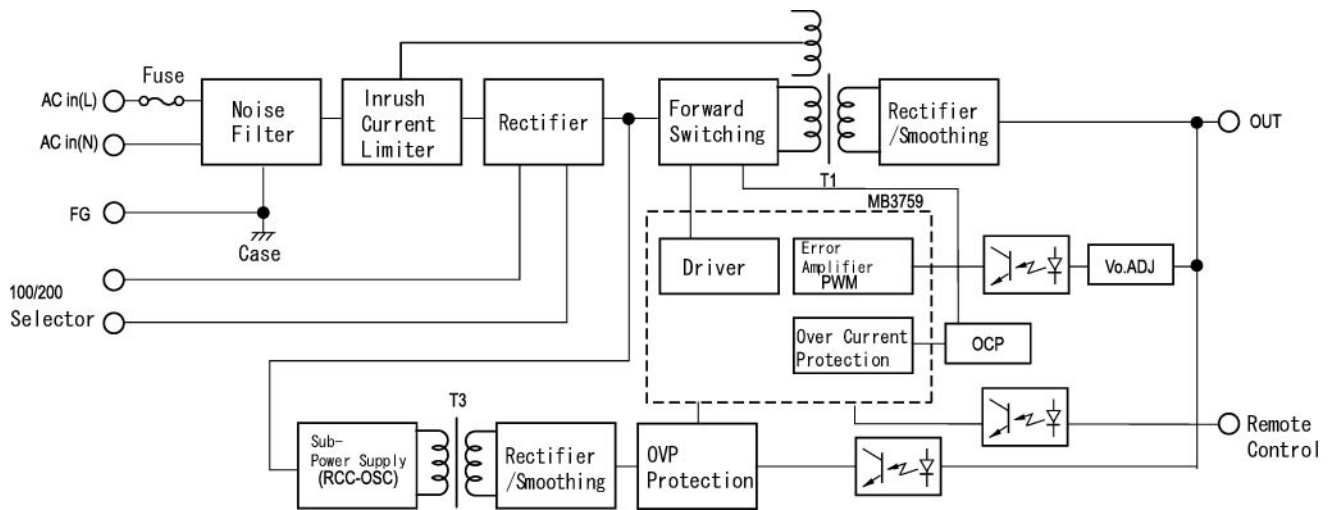 Fuse
AC in(L)
AC in(N)
Noise
Filter
Inrush
Current
Limiter
Rectifier
Forward
Switching
T1
Rectifier
/Smoothing
OUT
FG
Case
100/200
Selector
MB3759
Driver
Error
Amplifier
PWM
Vo.ADJ
Over Current
Protection
OCP
T3
Sub-
Power Supply
(RCC-OSC)
Rectifier
/Smoothing
OVP
Protection
Remote
Control